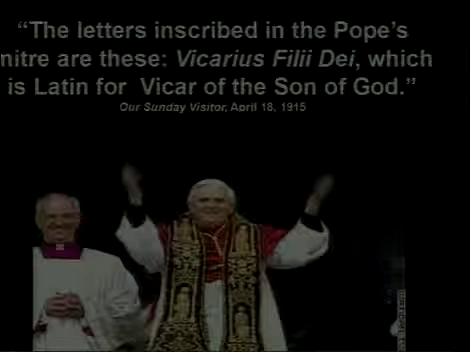 “The letters inscribed in the Pope’s
mitre are these: Vicarius Filii Dei, which
is Latin for Vicar of the Son of God.”
Our Sunday Visitor, April 18, 1915